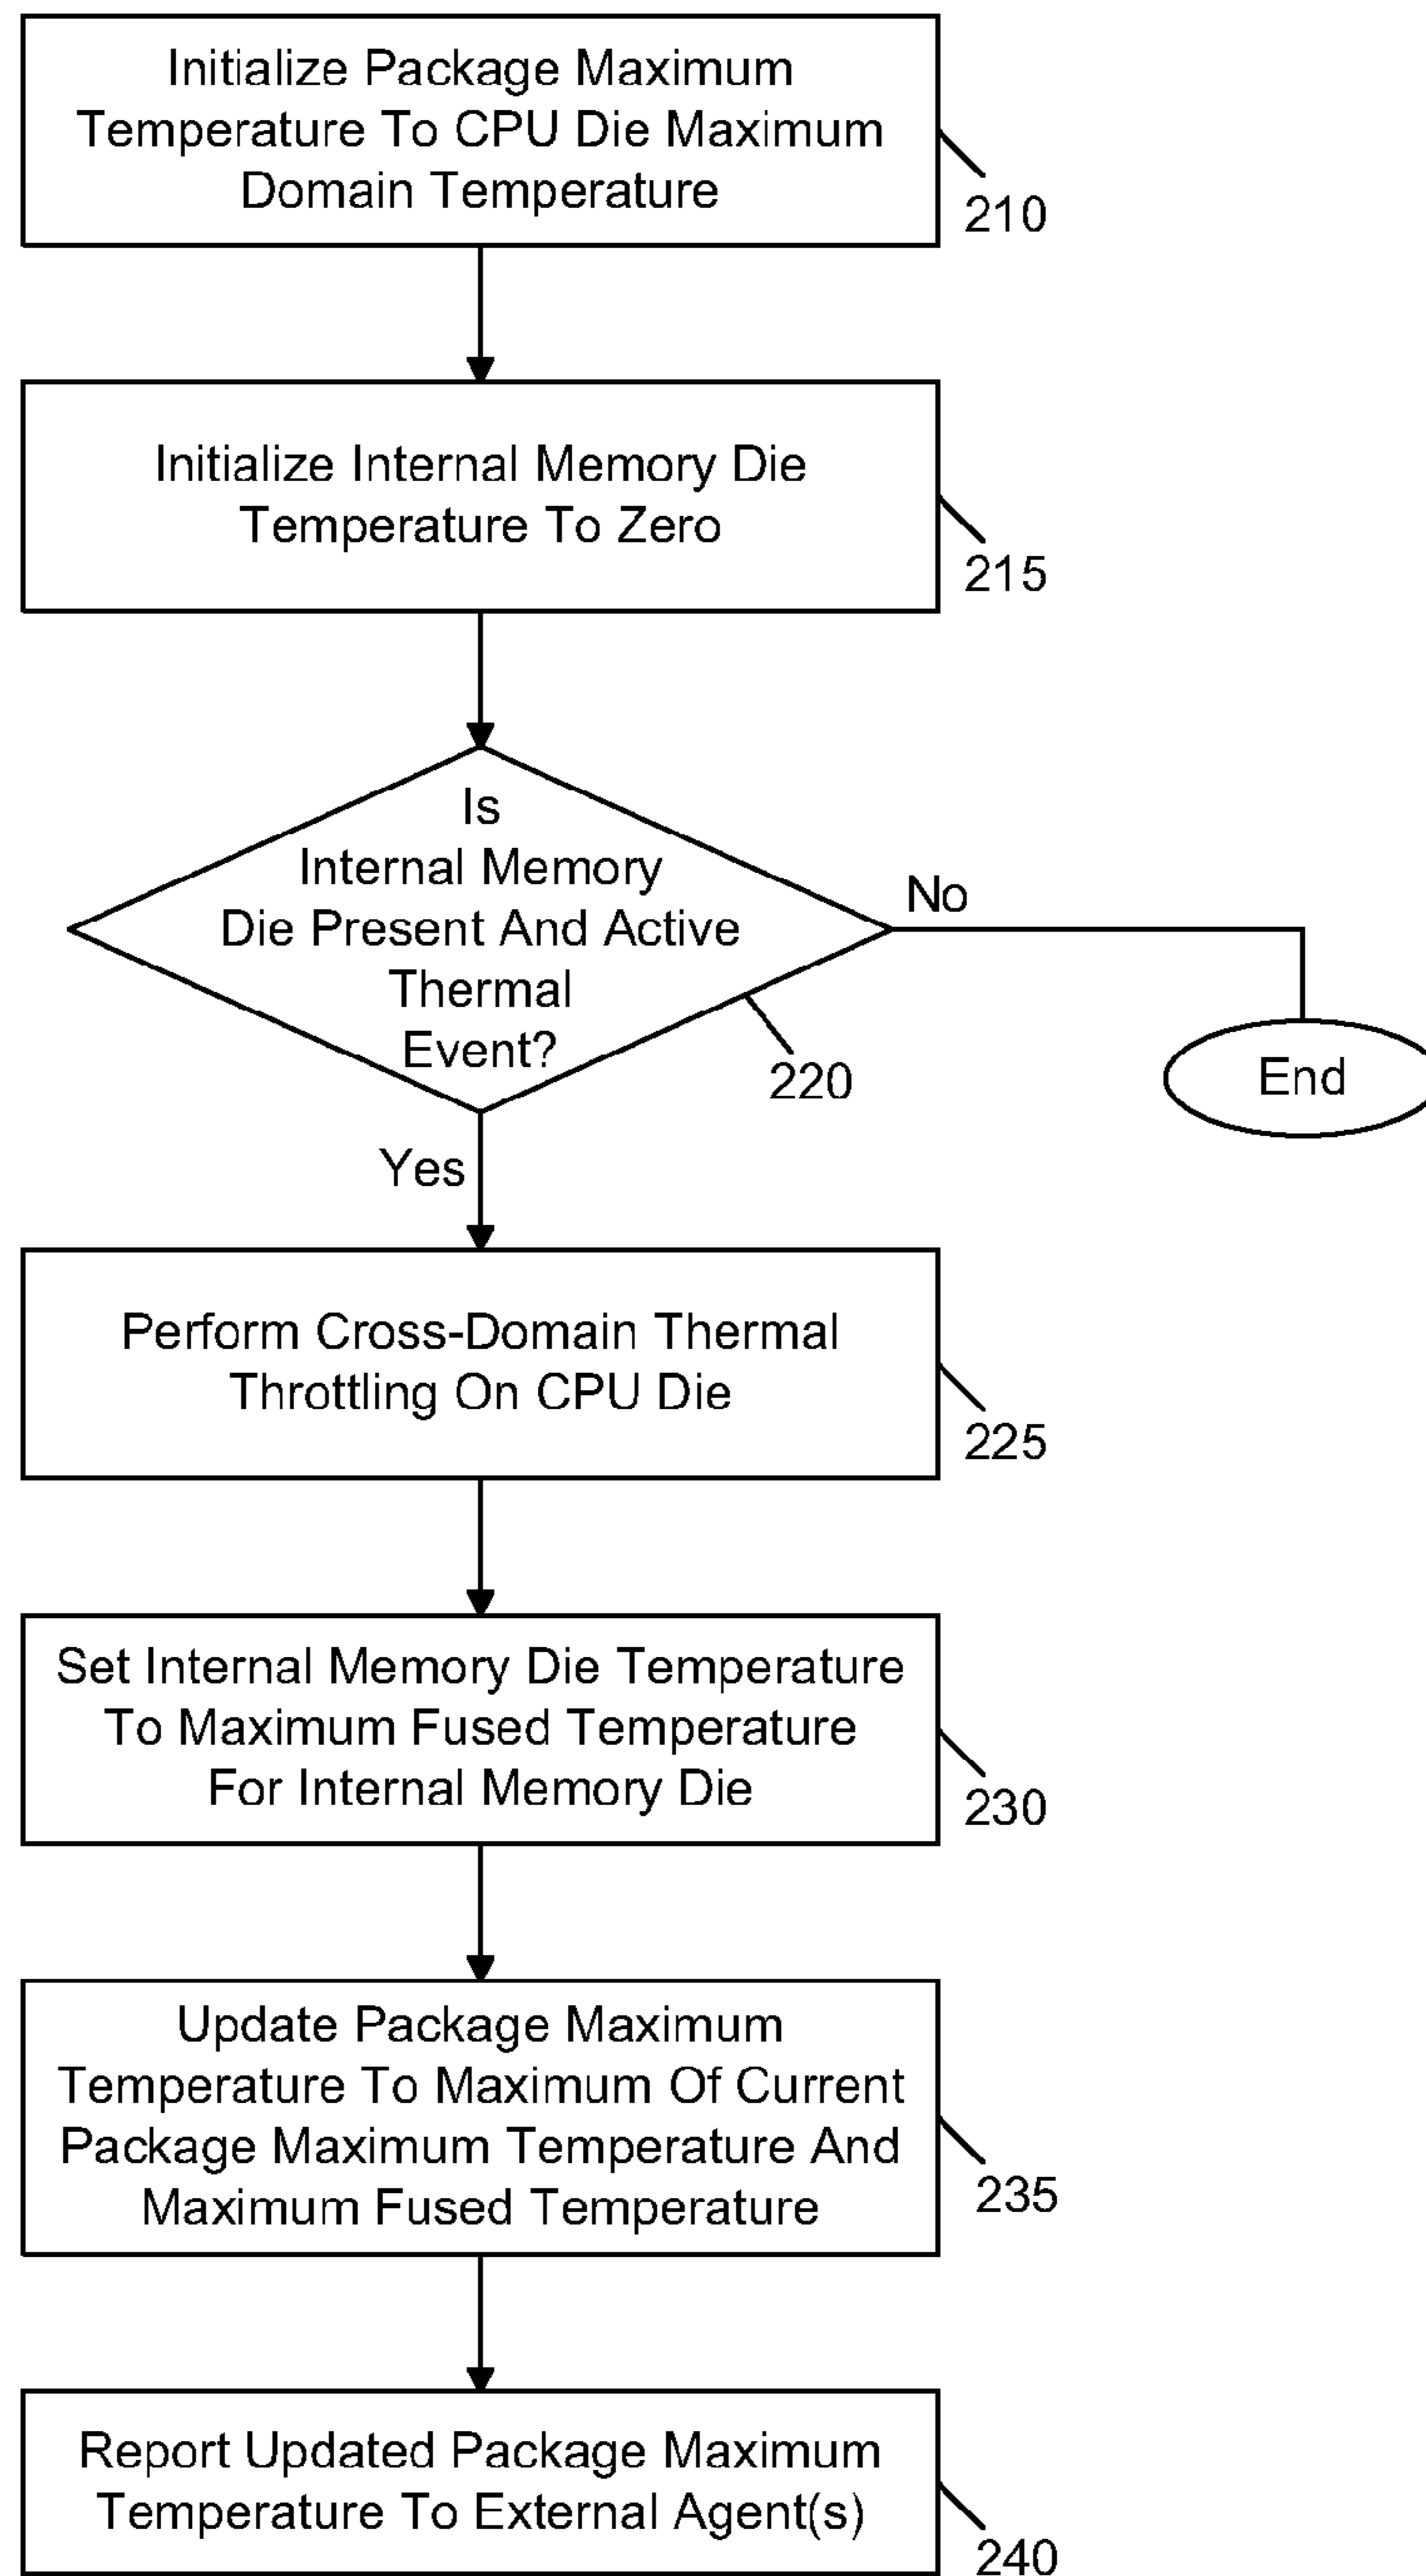 Initialize Package Maximum
Temperature To CPU Die Maximum
Domain Temperature
210
Initialize Internal Memory Die
Temperature To Zero
215
Is
Internal Memory
Die Present And Active
Thermal
Event?
220
No
End
Yes
Perform Cross-Domain Thermal
Throttling On CPU Die
225
Set Internal Memory Die Temperature
To Maximum Fused Temperature
For Internal Memory Die
230
Update Package Maximum
Temperature To Maximum Of Current
Package Maximum Temperature And
Maximum Fused Temperature
235
Report Updated Package Maximum
Temperature To External Agent(s)
240